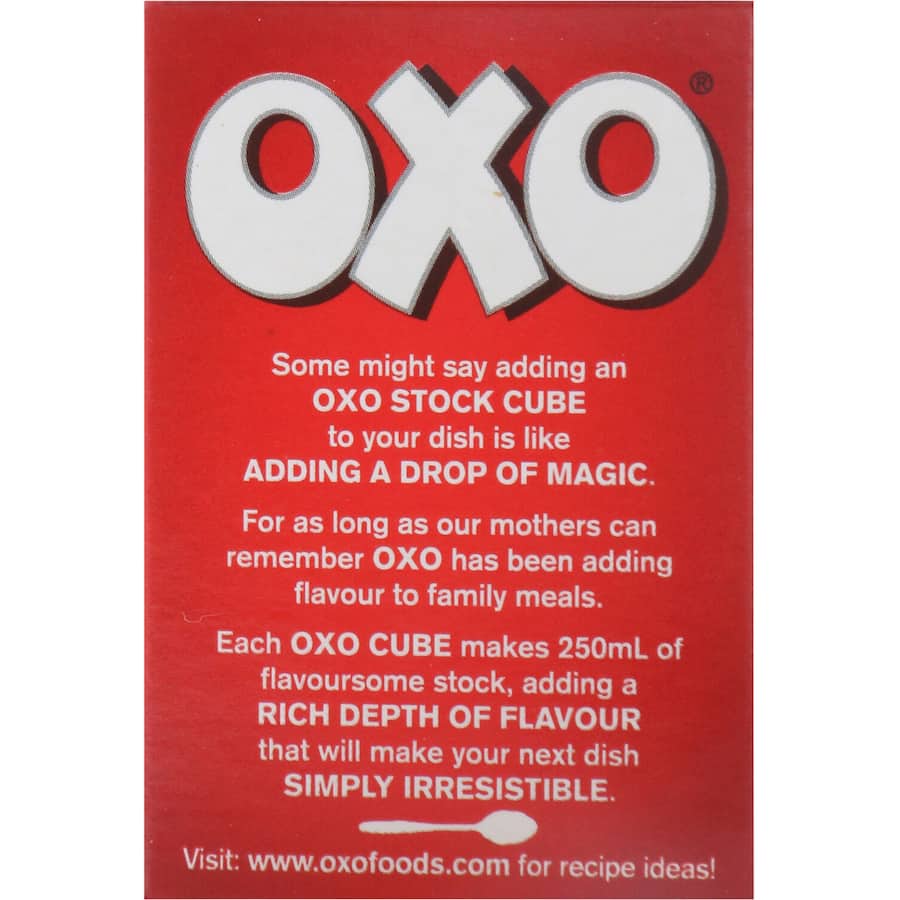 OXO®
Some might say adding an
OXO STOCK CUBE
to your dish is like
ADDING A DROP OF MAGIC.
For as long as our mothers can
remember OXO has been adding
flavour to family meals.
Each OXO CUBE makes 250mL of
flavoursome stock, adding a
RICH DEPTH OF FLAVOUR
that will make your next dish
SIMPLY IRRESISTIBLE.
Visit: www.oxofoods.com for recipe ideas!